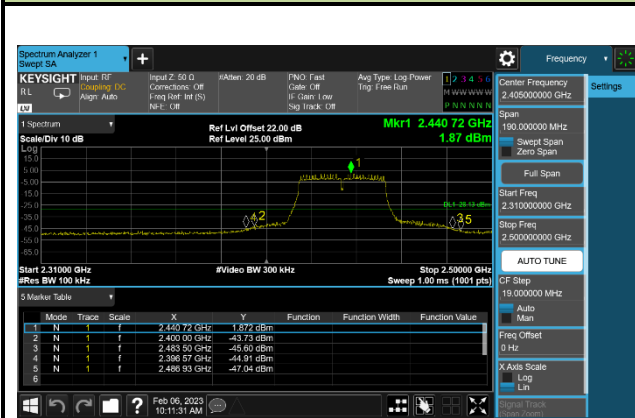 Spectrum Analyzer 1
Swept SA
+
Frequency
KEYSIGHT
RL
LXI
Input: RF
Coupling: DC
Align: Auto
Input Z: 50 Ω
Corrections: Off
Freq Ref: Int (S)
NFE: Off
#Atten: 20 dB
PNO: Fast
Gate: Off
IF Gain: Low
Sig Track: Off
Avg Type: Log-Power
Trig: Free Run
1 2 3 4 5 6
M W W W W W
P N N N N N
Settings
1 Spectrum
Scale/Div 10 dB
Ref Lvl Offset 22.00 dB
Ref Level 25.00 dBm
Mkr1 2.440 72 GHz
1.87 dBm
Log
15.0
5.00
-5.00
-15.0
-25.0
-35.0
-45.0
-55.0
-65.0
1
DL1 -28.13 dBm
4 2
3 5
Start 2.31000 GHz
#Res BW 100 kHz
#Video BW 300 kHz
Stop 2.50000 GHz
Sweep 1.00 ms (1001 pts)
5 Marker Table
Mode Trace Scale X Y Function Function Width Function Value
1 N 1 f 2.440 72 GHz 1.872 dBm
2 N 1 f 2.400 00 GHz -43.73 dBm
3 N 1 f 2.483 50 GHz -45.60 dBm
4 N 1 f 2.396 57 GHz -44.91 dBm
5 N 1 f 2.486 93 GHz -47.04 dBm
6
Center Frequency
2.405000000 GHz
Span
190.000000 MHz
Swept Span
Zero Span
Full Span
Start Freq
2.310000000 GHz
Stop Freq
2.500000000 GHz
AUTO TUNE
CF Step
19.000000 MHz
Auto
Man
Freq Offset
0 Hz
X Axis Scale
Log
Lin
Signal Track
(Span Zoom)
?
Feb 06, 2023
10:11:31 AM